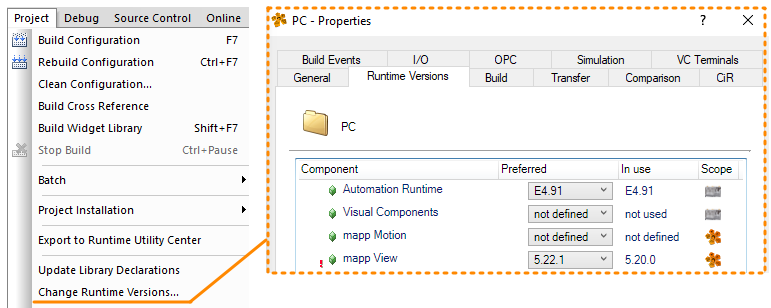 Project Debug Source Control Online
Build Configuration F7
Rebuild Configuration Ctrl+F7
Clean Configuration...
Build Cross Reference
Build Widget Library Shift+F7
Stop Build Ctrl+Pause
Batch
Project Installation
Export to Runtime Utility Center
Update Library Declarations
Change Runtime Versions...
PC - Properties ?
Build Events I/O OPC Simulation VC Terminals
General Runtime Versions Build Transfer Comparison CiR
PC
Component Preferred In use Scope
Automation Runtime E4.91 E4.91
Visual Components not defined not used
mapp Motion not defined not defined
! mapp View 5.22.1 5.20.0